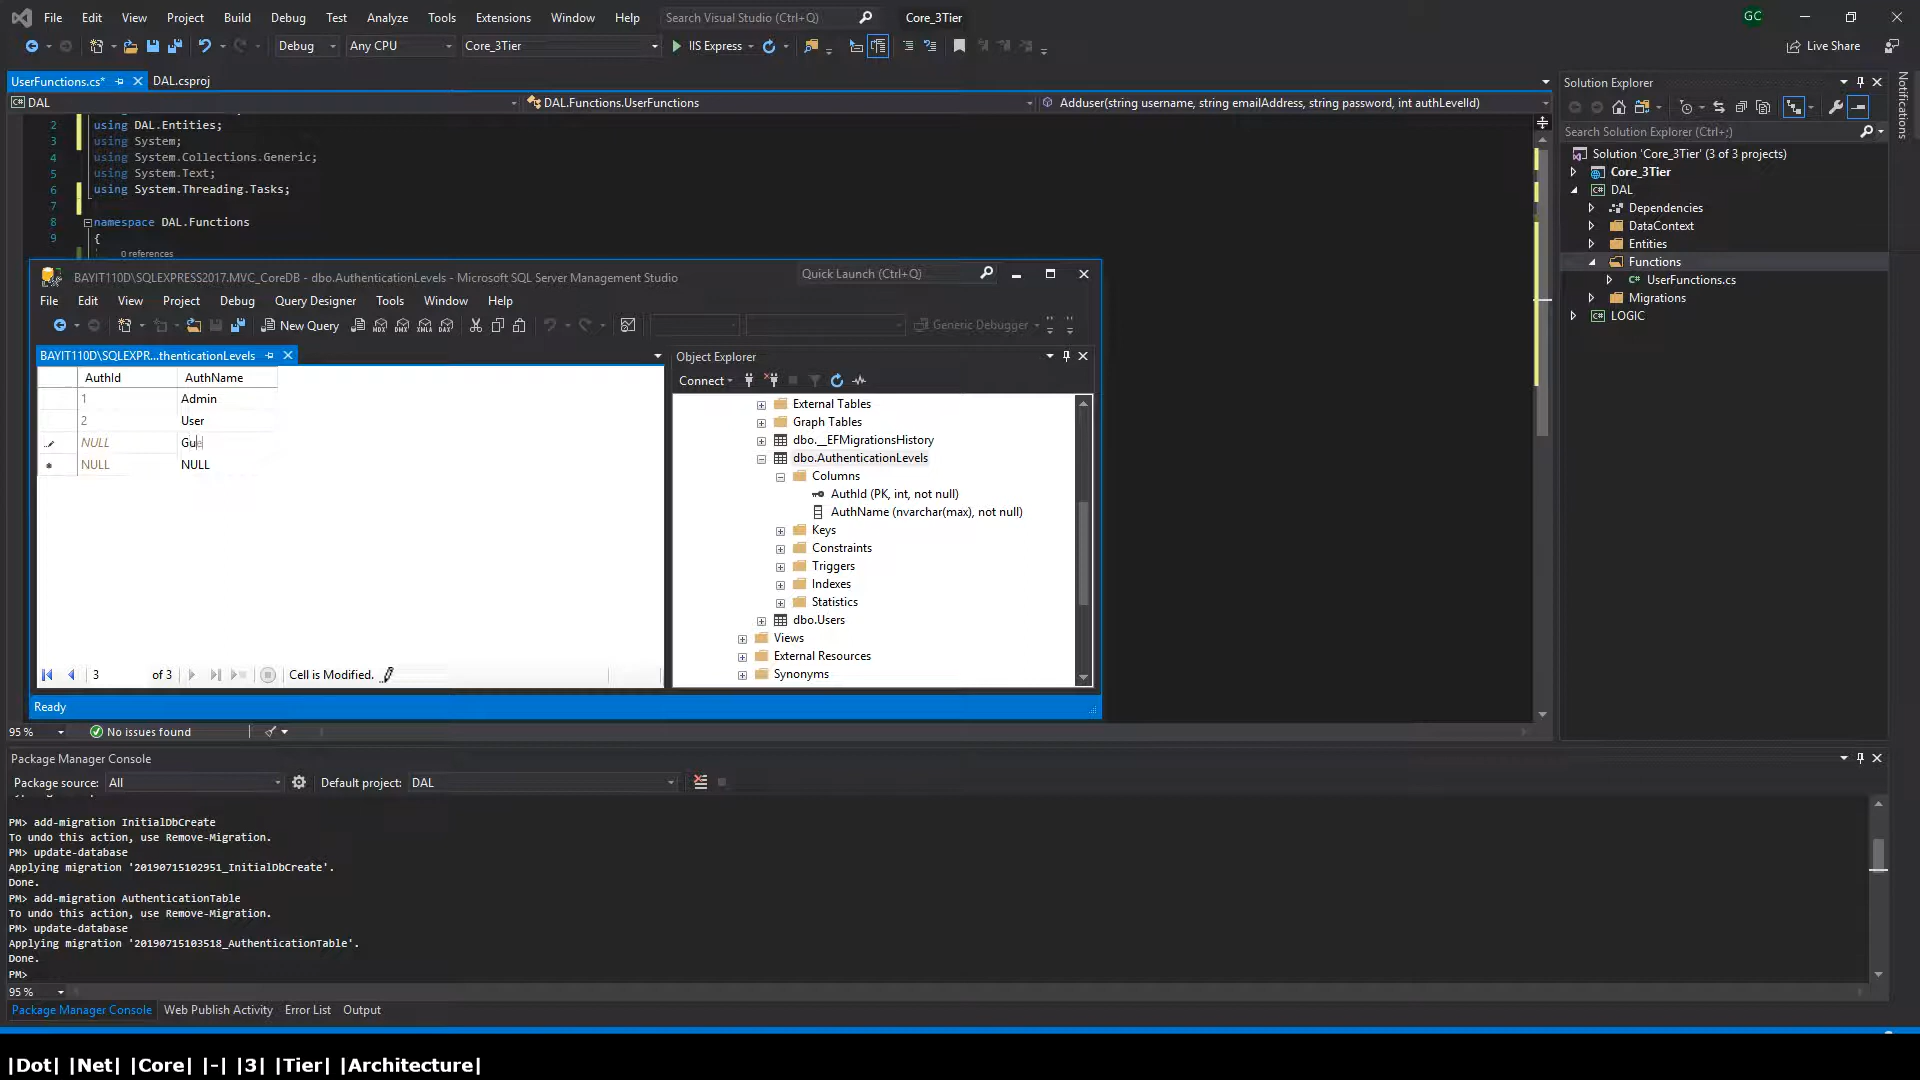 File Edit View Project Build Debug Test Analyze Tools Extensions Window Help Search Visual Studio (Ctrl+Q) Core_3Tier GC
Debug Any CPU Core_3Tier IIS Express Live Share
UserFunctions.cs* DAL.csproj
DAL DAL.Functions.UserFunctions Adduser(string username, string emailAddress, string password, int authLevelId)
2 using DAL.Entities;
3 using System;
4 using System.Collections.Generic;
5 using System.Text;
6 using System.Threading.Tasks;
7
8 namespace DAL.Functions
9 {
0 references
BAYIT110D\SQLEXPRESS2017.MVC_CoreDB - dbo.AuthenticationLevels - Microsoft SQL Server Management Studio Quick Launch (Ctrl+Q)
File Edit View Project Debug Query Designer Tools Window Help
New Query MDX DMX XMLA DAX Generic Debugger
BAYIT110D\SQLEXPR...thenticationLevels
AuthId AuthName
1 Admin
2 User
NULL Gue
NULL NULL
3 of 3 Cell is Modified.
Ready
Object Explorer
Connect
External Tables
Graph Tables
dbo.__EFMigrationsHistory
dbo.AuthenticationLevels
Columns
AuthId (PK, int, not null)
AuthName (nvarchar(max), not null)
Keys
Constraints
Triggers
Indexes
Statistics
dbo.Users
Views
External Resources
Synonyms
Solution Explorer
Search Solution Explorer (Ctrl+;)
Solution 'Core_3Tier' (3 of 3 projects)
Core_3Tier
DAL
Dependencies
DataContext
Entities
Functions
UserFunctions.cs
Migrations
LOGIC
Notifications
95 % No issues found
Package Manager Console
Package source: All Default project: DAL
PM> add-migration InitialDbCreate
To undo this action, use Remove-Migration.
PM> update-database
Applying migration '20190715102951_InitialDbCreate'.
Done.
PM> add-migration AuthenticationTable
To undo this action, use Remove-Migration.
PM> update-database
Applying migration '20190715103518_AuthenticationTable'.
Done.
PM>
95 %
Package Manager Console Web Publish Activity Error List Output
|Dot| |Net| |Core| |-| |3| |Tier| |Architecture|